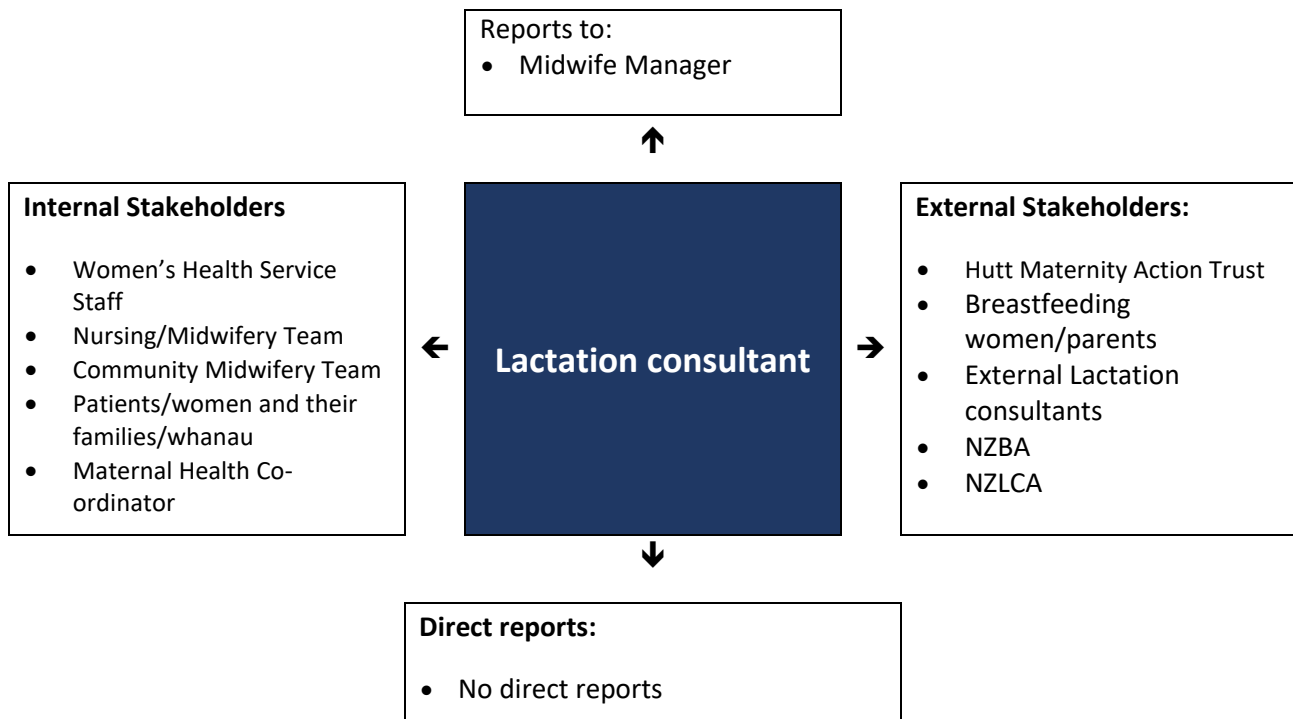 Reports to:
• Midwife Manager
Internal Stakeholders
• Women’s Health Service
Staff
• Nursing/Midwifery Team
• Community Midwifery Team
• Patients/women and their
families/whanau
• Maternal Health Co-
ordinator
Lactation consultant
External Stakeholders:
• Hutt Maternity Action Trust
• Breastfeeding
women/parents
• External Lactation
consultants
• NZBA
• NZLCA
Direct reports:
• No direct reports